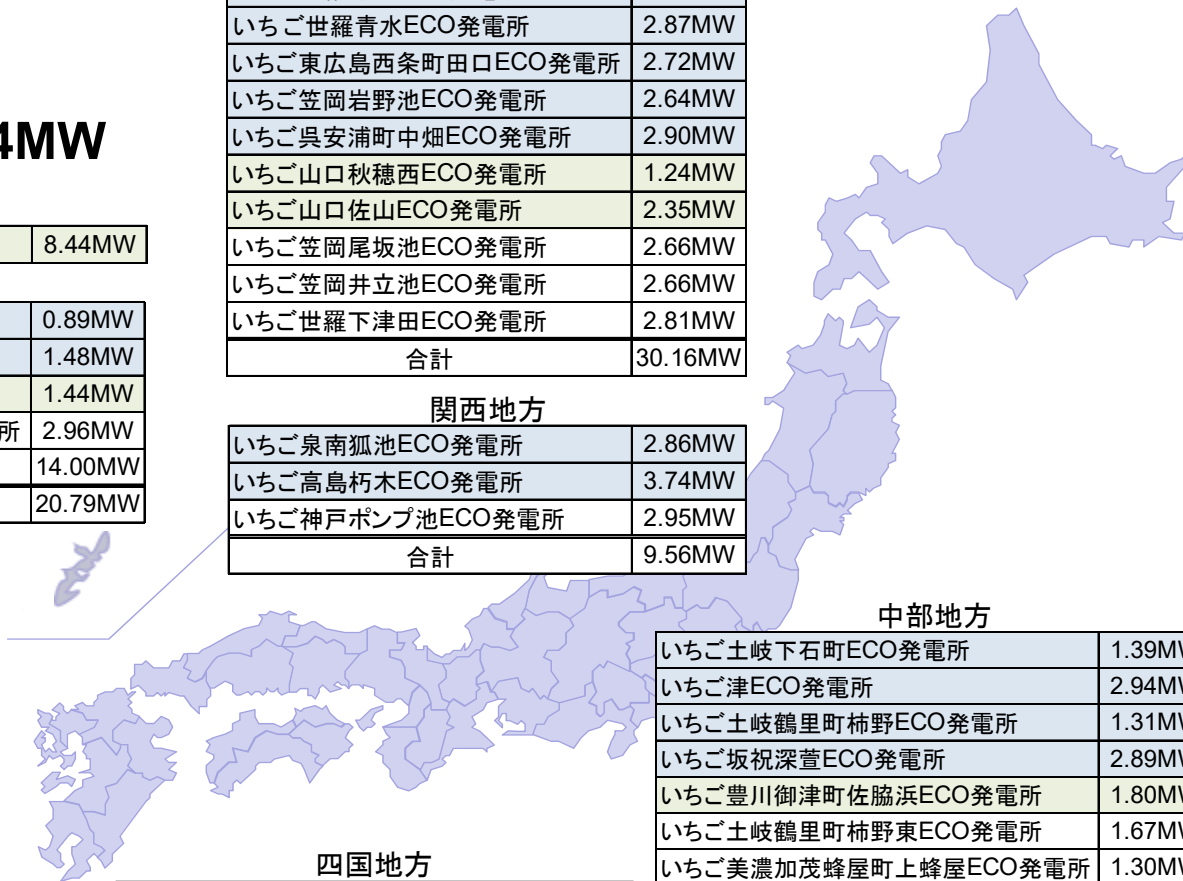 いちご世羅青水ECO発電所 2.87MW
いちご東広島西条町田口ECO発電所 2.72MW
いちご笠岡岩野池ECO発電所 2.64MW
いちご呉安浦町中畑ECO発電所 2.90MW
いちご山口秋穂西ECO発電所 1.24MW
いちご山口佐山ECO発電所 2.35MW
いちご笠岡尾坂池ECO発電所 2.66MW
いちご笠岡井立池ECO発電所 2.66MW
いちご世羅下津田ECO発電所 2.81MW
合計 30.16MW
4MW
8.44MW
0.89MW
1.48MW
1.44MW
所 2.96MW
14.00MW
20.79MW
関西地方
いちご泉南狐池ECO発電所 2.86MW
いちご高島朽木ECO発電所 3.74MW
いちご神戸ポンプ池ECO発電所 2.95MW
合計 9.56MW
中部地方
いちご土岐下石町ECO発電所 1.39MW
いちご津ECO発電所 2.94MW
いちご土岐鶴里町柿野ECO発電所 1.31MW
いちご坂祝深萱ECO発電所 2.89MW
いちご豊川御津町佐脇浜ECO発電所 1.80MW
いちご土岐鶴里町柿野東ECO発電所 1.67MW
いちご美濃加茂蜂屋町上蜂屋ECO発電所 1.30MW
四国地方